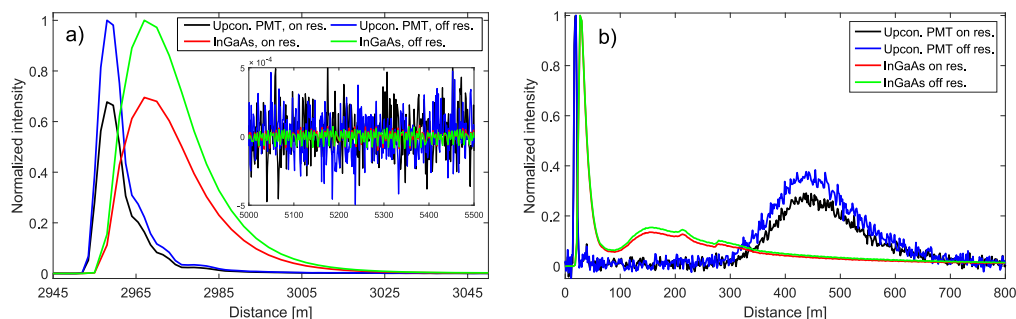 a)
Upcon. PMT, on res.
Upcon. PMT, off res.
InGaAs, on res.
InGaAs, off res.
Normalized intensity
1
0.8
0.6
0.4
0.2
0
2945 2965 2985 3005 3025 3045
Distance [m]
5 × 10⁻⁴
0
-5
5000 5100 5200 5300 5400 5500
b)
Upcon. PMT on res.
Upcon. PMT off res.
InGaAs on res.
InGaAs off res.
Normalized intensity
1
0.8
0.6
0.4
0.2
0
0 100 200 300 400 500 600 700 800
Distance [m]